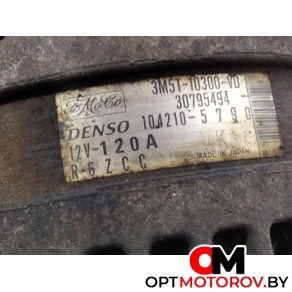 FoMoCo
3M5T-10300-VD
30795494
DENSO 104210-5790
12V-120A
MADE IN JAPAN
R-6ZCC
OPTMOTOROV.BY